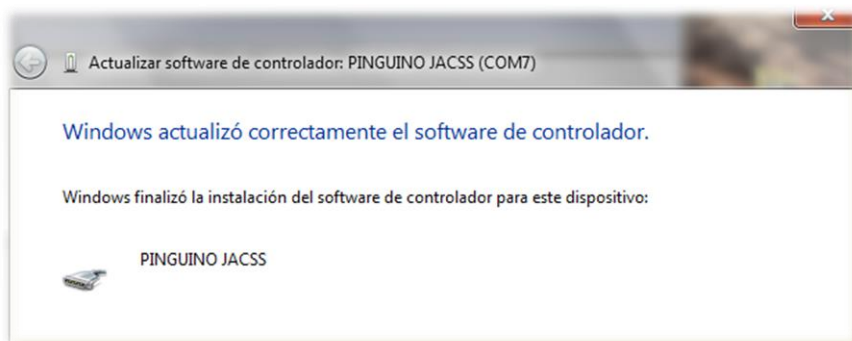 Actualizar software de controlador: PINGUINO JACSS (COM7)
Windows actualizó correctamente el software de controlador.
Windows finalizó la instalación del software de controlador para este dispositivo:
PINGUINO JACSS